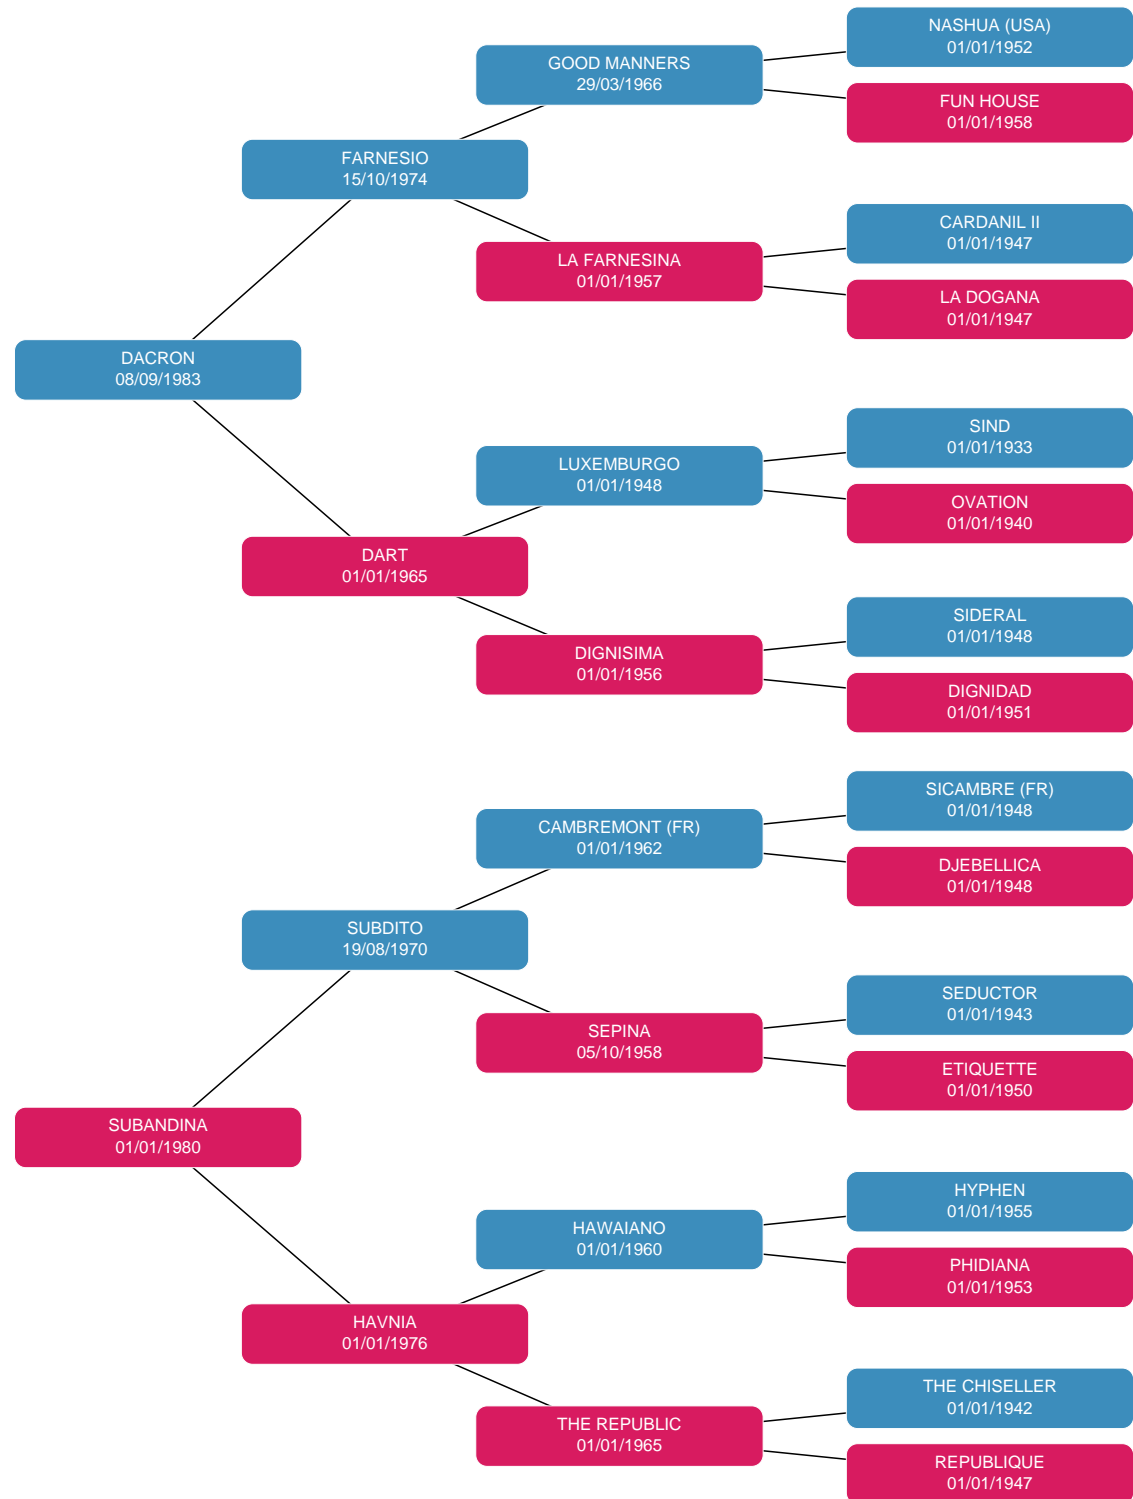 NASHUA (USA)
01/01/1952
GOOD MANNERS
29/03/1966
FUN HOUSE
01/01/1958
FARNESIO
15/10/1974
CARDANIL II
01/01/1947
LA FARNESINA
01/01/1957
LA DOGANA
01/01/1947
DACRON
08/09/1983
SIND
01/01/1933
LUXEMBURGO
01/01/1948
OVATION
01/01/1940
DART
01/01/1965
SIDERAL
01/01/1948
DIGNISIMA
01/01/1956
DIGNIDAD
01/01/1951
SICAMBRE (FR)
01/01/1948
CAMBREMONT (FR)
01/01/1962
DJEBELLICA
01/01/1948
SUBDITO
19/08/1970
SEDUCTOR
01/01/1943
SEPINA
05/10/1958
ETIQUETTE
01/01/1950
SUBANDINA
01/01/1980
HYPHEN
01/01/1955
HAWAIANO
01/01/1960
PHIDIANA
01/01/1953
HAVNIA
01/01/1976
THE CHISELLER
01/01/1942
THE REPUBLIC
01/01/1965
REPUBLIQUE
01/01/1947